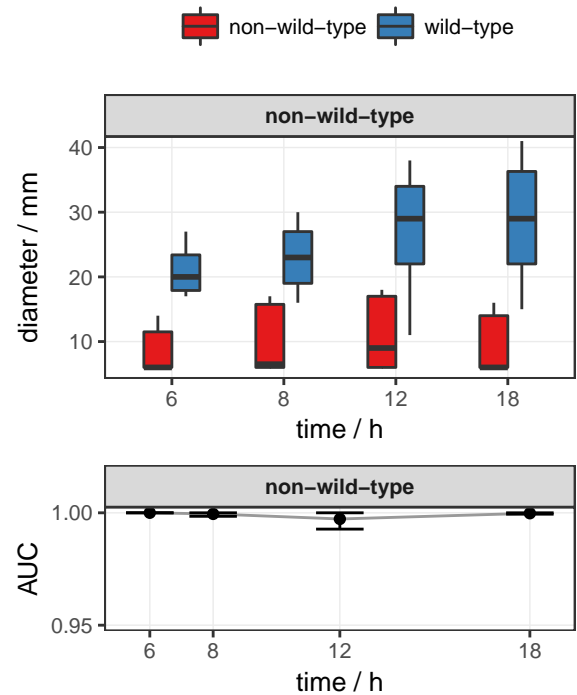 non−wild−type wild−type
non−wild−type
40
30
20
10
diameter / mm
6 8 12 18
time / h
non−wild−type
1.00
0.95
AUC
6 8 12 18
time / h